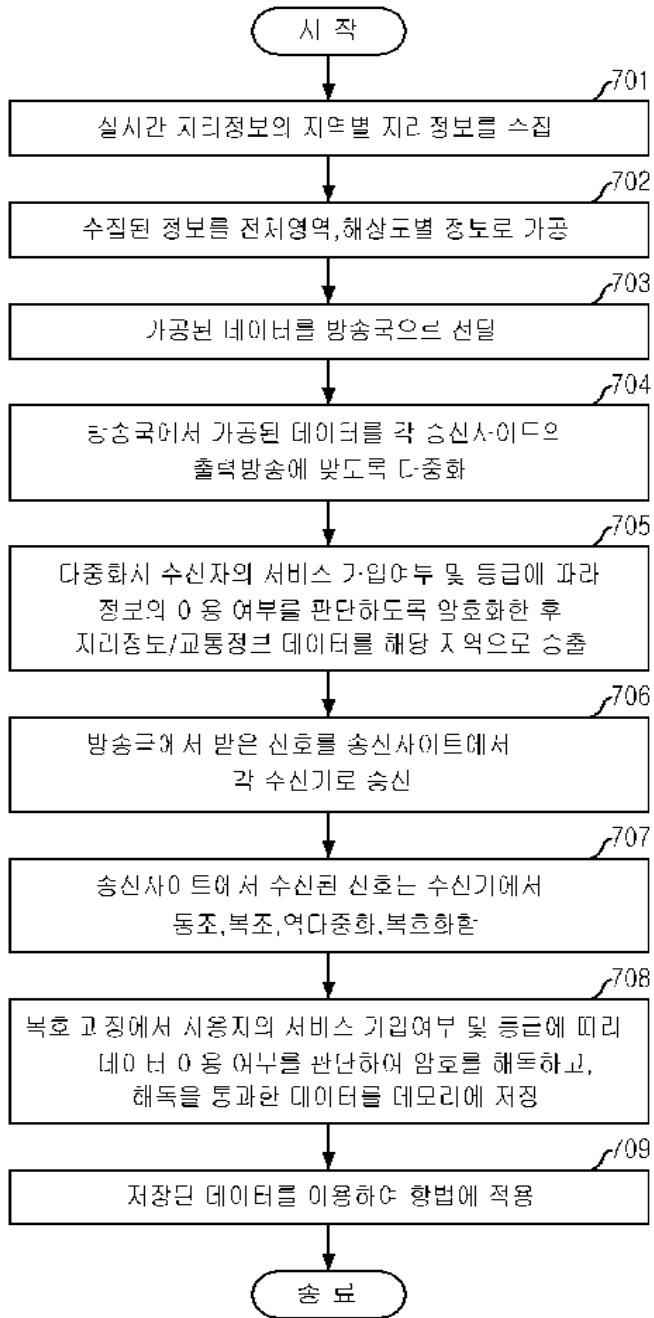 시 작
701
실시간 지리정보의 지역별 지리정보를 수집
702
수집된 정보를 전체영역,해상도별 정보로 가공
703
가공된 데이터를 방송국으로 전달
704
방송국에서 가공된 데이터를 각 송신사이트의
출력방송에 맞도록 다중화
705
다중화시 수신자의 서비스 가입여부 및 등급에 따라
정보의 이용 여부를 판단하도록 암호화한 후
지리정보/교통정보 데이터를 해당 지역으로 송출
706
방송국에서 받은 신호를 송신사이트에서
각 수신기로 송신
707
송신사이트에서 수신된 신호는 수신기에서
동조,복조,역다중화,복호화함
708
복호 과정에서 사용자의 서비스 가입여부 및 등급에 따라
데이터 이용 여부를 판단하여 암호를 해독하고,
해독을 통과한 데이터를 메모리에 저장
709
저장된 데이터를 이용하여 항법에 적용
종 료